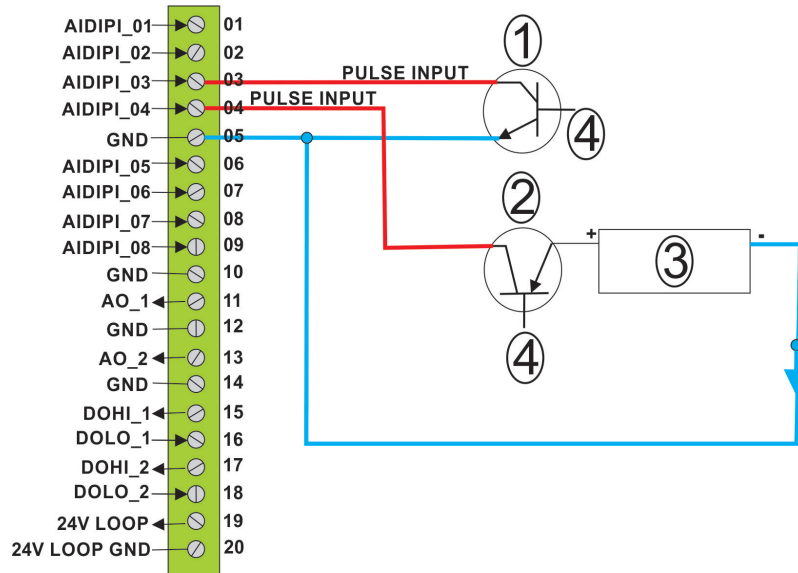 AIDIPI_01 01
AIDIPI_02 02
AIDIPI_03 03 PULSE INPUT
AIDIPI_04 04 PULSE INPUT
GND 05
AIDIPI_05 06
AIDIPI_06 07
AIDIPI_07 08
AIDIPI_08 09
GND 10
AO_1 11
GND 12
AO_2 13
GND 14
DOHI_1 15
DOLO_1 16
DOHI_2 17
DOLO_2 18
24V LOOP 19
24V LOOP GND 20
1
4
2
+ 3 -
4